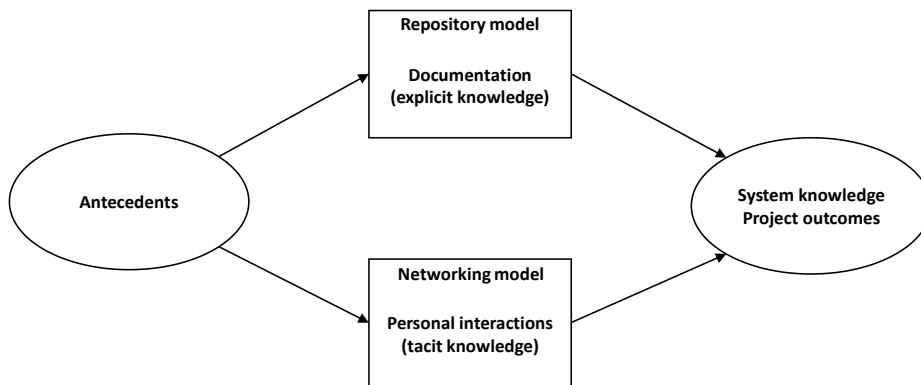 Repository model
Documentation
(explicit knowledge)
Antecedents
System knowledge
Project outcomes
Networking model
Personal interactions
(tacit knowledge)